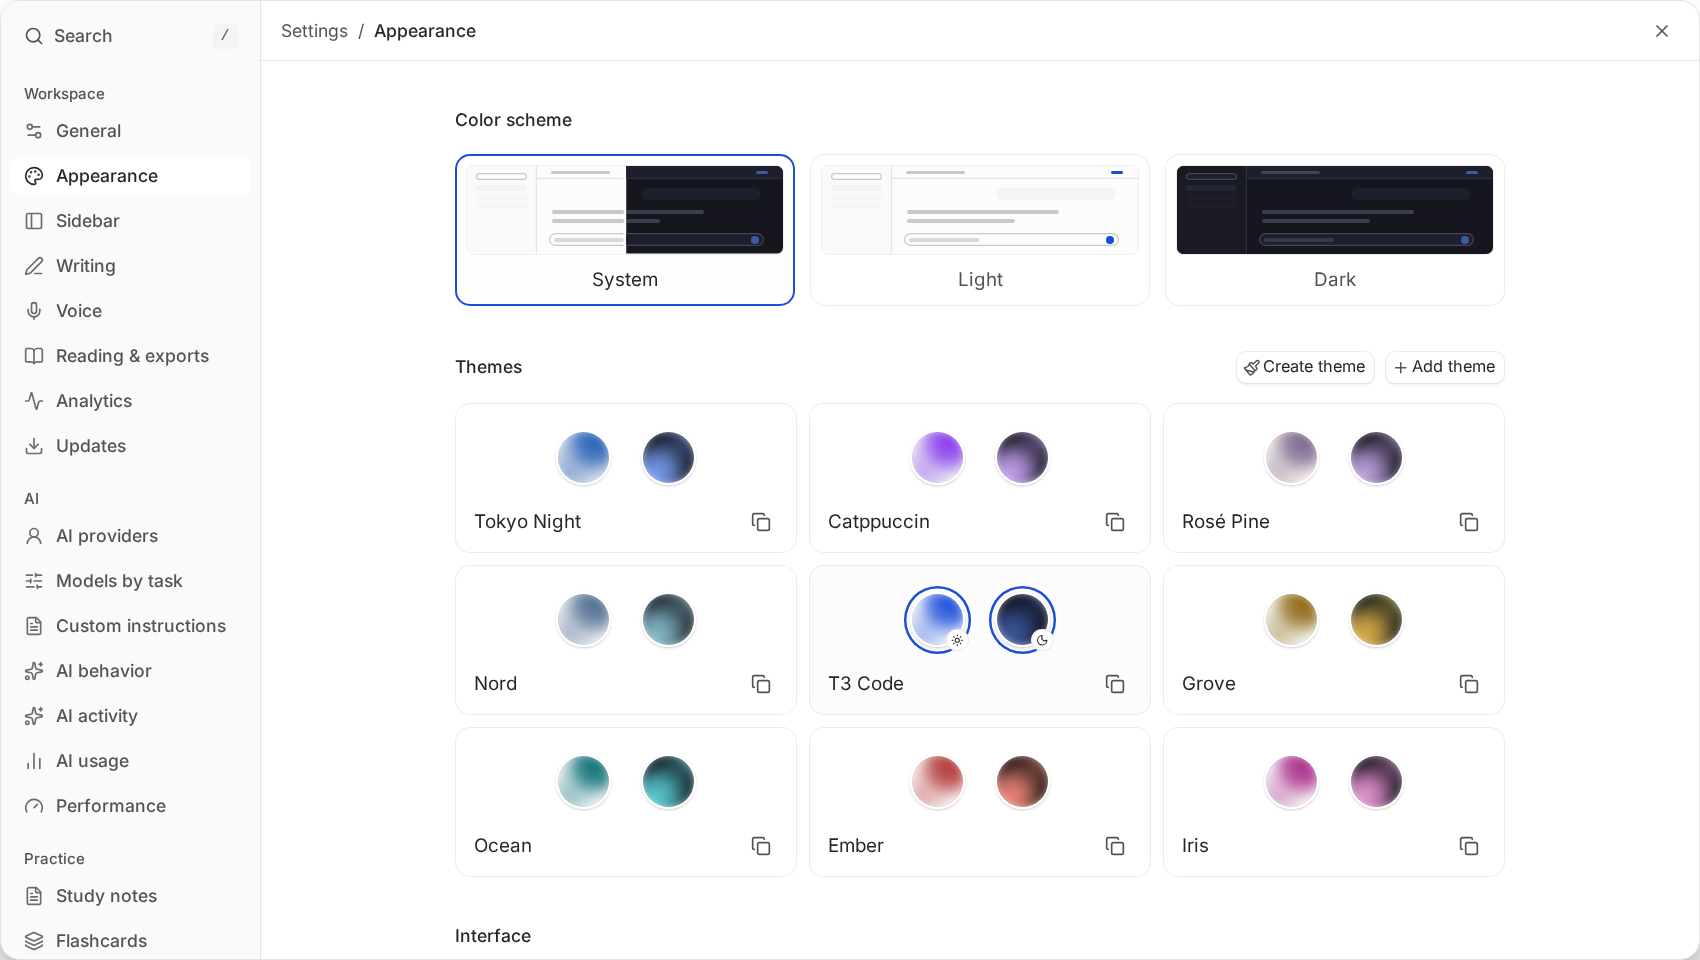 Search /
Settings / Appearance
Workspace
General
Appearance
Sidebar
Writing
Voice
Reading & exports
Analytics
Updates
AI
AI providers
Models by task
Custom instructions
AI behavior
AI activity
AI usage
Performance
Practice
Study notes
Flashcards
Color scheme
System
Light
Dark
Themes
Create theme
Add theme
Tokyo Night
Catppuccin
Rosé Pine
Nord
T3 Code
Grove
Ocean
Ember
Iris
Interface